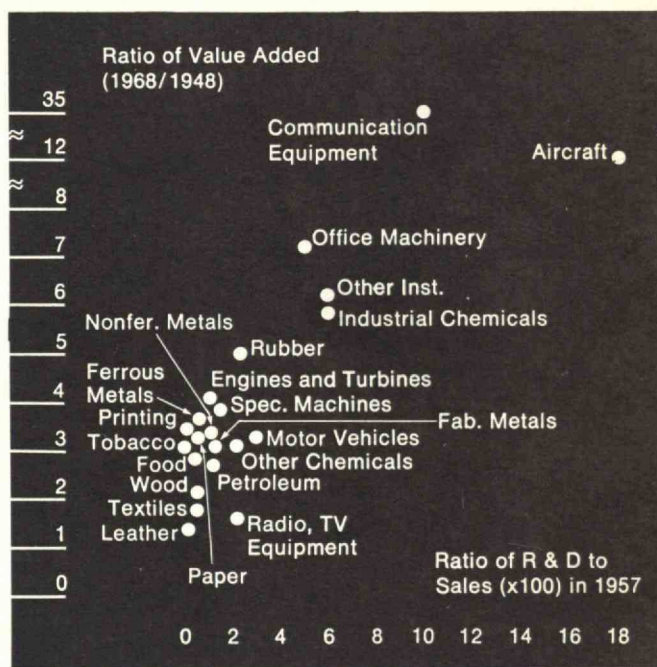 Ratio of Value Added
(1968/1948)
35
Communication
Equipment
12
Aircraft
8
7
Office Machinery
6
Other Inst.
Nonfer. Metals
Industrial Chemicals
5
Rubber
Ferrous
Metals
Engines and Turbines
4
Spec. Machines
Printing
Fab. Metals
3
Tobacco
Motor Vehicles
Food
Other Chemicals
Wood
Petroleum
2
Textiles
Leather
Radio, TV
Equipment
1
Paper
Ratio of R & D to
Sales (x100) in 1957
0
0 2 4 6 8 10 12 14 16 18